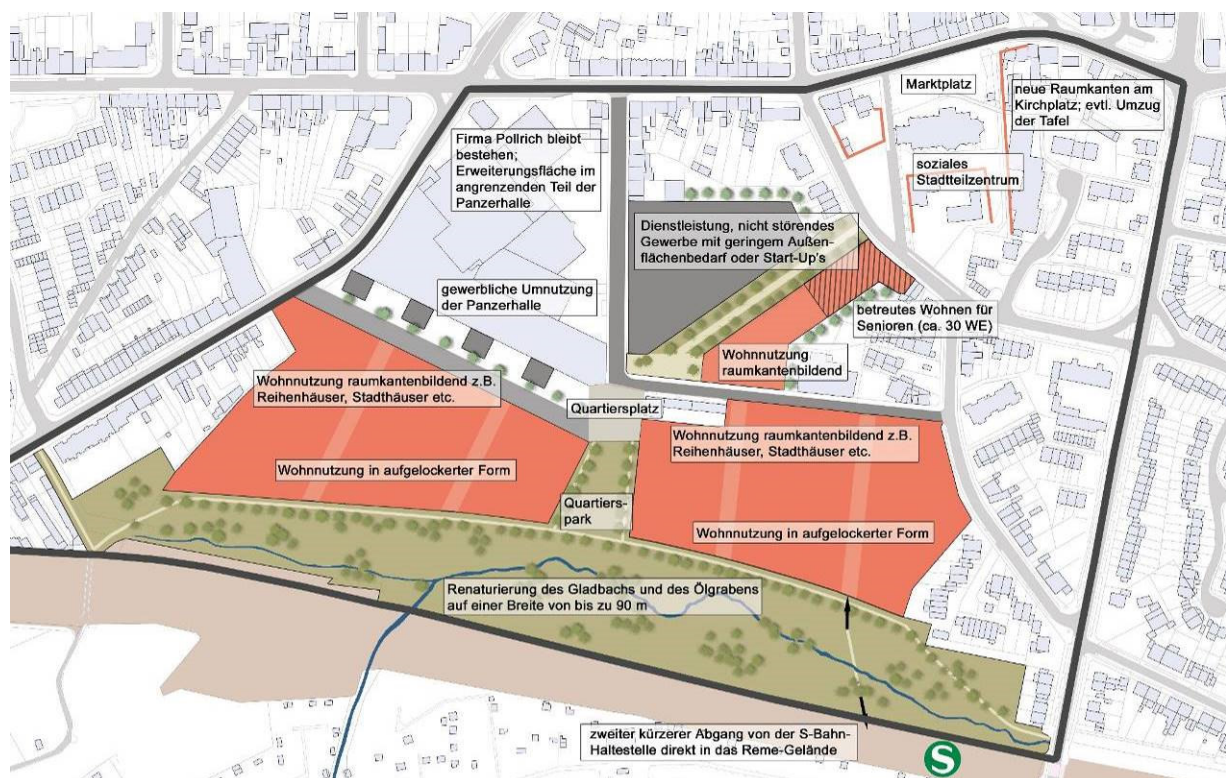 Marktplatz
neue Raumkanten am
Kirchplatz; evtl. Umzug
der Tafel
Firma Pollrich bleibt
bestehen;
Erweiterungsfläche im
angrenzenden Teil der
Panzerhalle
soziales
Stadtteilzentrum
Dienstleistung, nicht störendes
Gewerbe mit geringem Außen-
flächenbedarf oder Start-Up's
gewerbliche Umnutzung
der Panzerhalle
betreutes Wohnen für
Senioren (ca. 30 WE)
Wohnnutzung
raumkantenbildend
Wohnnutzung raumkantenbildend z.B.
Reihenhäuser, Stadthäuser etc.
Quartiersplatz
Wohnnutzung raumkantenbildend z.B.
Reihenhäuser, Stadthäuser etc.
Wohnnutzung in aufgelockerter Form
Quartiers-
park
Wohnnutzung in aufgelockerter Form
Renaturierung des Gladbachs und des Ölgrabens
auf einer Breite von bis zu 90 m
zweiter kürzerer Abgang von der S-Bahn-
Haltestelle direkt in das Reme-Gelände
S